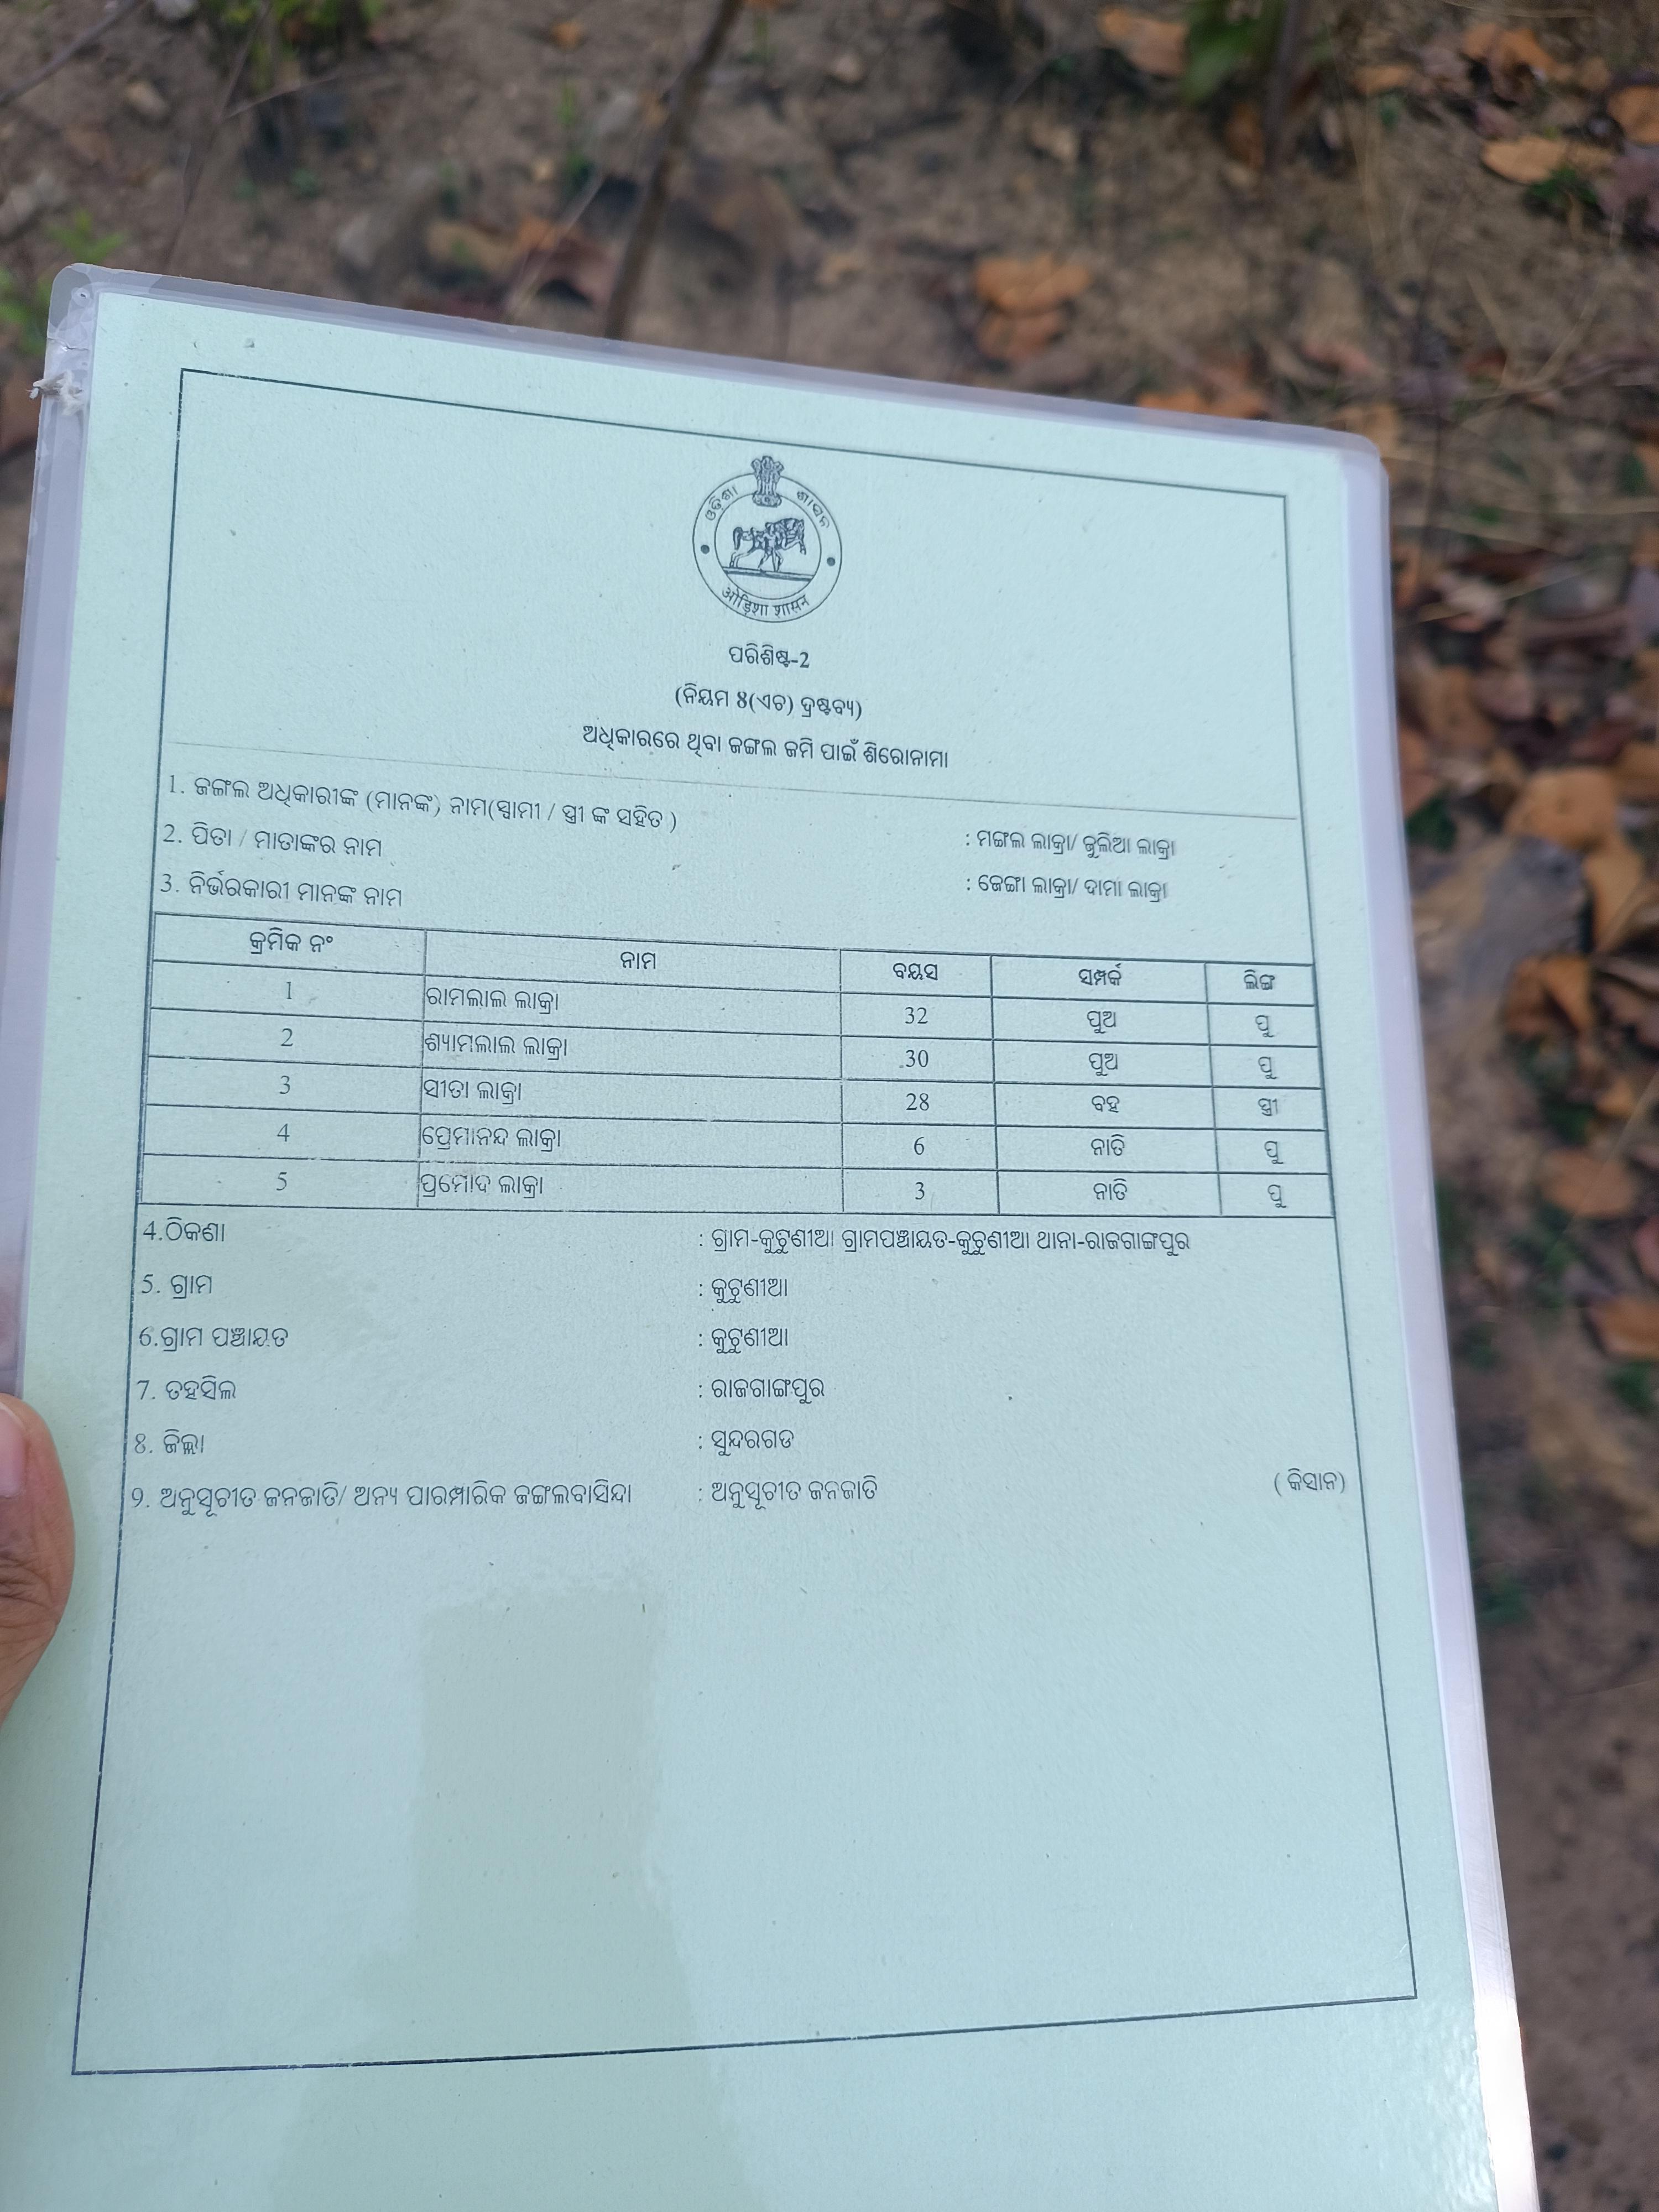 ଓଡ଼ିଶା ଶାସନ
ओड़िशा शासन
ପରିଶିଷ୍ଟ-2
(ନିୟମ ୫(ଏଚ) ଦ୍ରଷ୍ଟବ୍ୟ)
ଅଧିକାରରେ ଥିବା ଜଙ୍ଗଲ ଜମି ପାଇଁ ଶିରୋନାମା
1. ଜଙ୍ଗଲ ଅଧିକାରୀଙ୍କ (ମାନଙ୍କ) ନାମ(ସ୍ଵାମୀ / ସ୍ତ୍ରୀ ଙ୍କ ସହିତ ) : ମଙ୍ଗଲ ଲାକ୍ରା/ ଜୁଲିଆ ଲାକ୍ରା
2. ପିତା / ମାତାଙ୍କର ନାମ : ଜେଙ୍ଗା ଲାକ୍ରା/ ଦାମା ଲାକ୍ରା
3. ନିର୍ଭରକାରୀ ମାନଙ୍କ ନାମ
କ୍ରମିକ ନଂ ନାମ ବୟସ ସମ୍ପର୍କ ଲିଙ୍ଗ
1 ରାମଲାଲ ଲାକ୍ରା 32 ପୁଅ ପୁ
2 ଶ୍ୟାମଲାଲ ଲାକ୍ରା 30 ପୁଅ ପୁ
3 ସୀତା ଲାକ୍ରା 28 ବହୁ ସ୍ତ୍ରୀ
4 ପ୍ରେମାନନ୍ଦ ଲାକ୍ରା 6 ନାତି ପୁ
5 ପ୍ରମୋଦ ଲାକ୍ରା 3 ନାତି ପୁ
4.ଠିକଣା : ଗ୍ରାମ-କୁଟୁଣୀଆ ଗ୍ରାମପଞ୍ଚାୟତ-କୁଟୁଣୀଆ ଥାନା-ରାଜଗାଙ୍ଗପୁର
5. ଗ୍ରାମ : କୁଟୁଣୀଆ
6.ଗ୍ରାମ ପଞ୍ଚାୟତ : କୁଟୁଣୀଆ
7. ତହସିଲ : ରାଜଗାଙ୍ଗପୁର
8. ଜିଲ୍ଲା : ସୁନ୍ଦରଗଡ
9. ଅନୁସୂଚୀତ ଜନଜାତି/ ଅନ୍ୟ ପାରମ୍ପାରିକ ଜଙ୍ଗଲବାସିନ୍ଦା : ଅନୁସୂଚୀତ ଜନଜାତି ( କିସାନ)